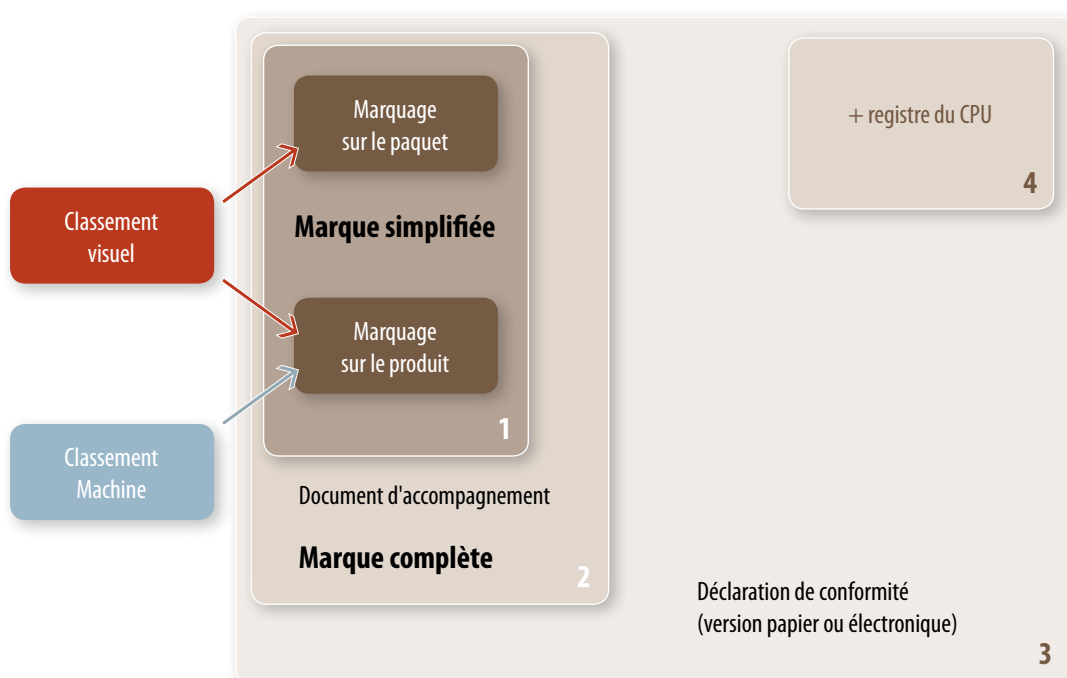 Marquage
sur le paquet
+ registre du CPU
4
Classement
visuel
Marque simplifiée
Marquage
sur le produit
1
Classement
Machine
Document d'accompagnement
Marque complète
2
Déclaration de conformité
(version papier ou électronique)
3